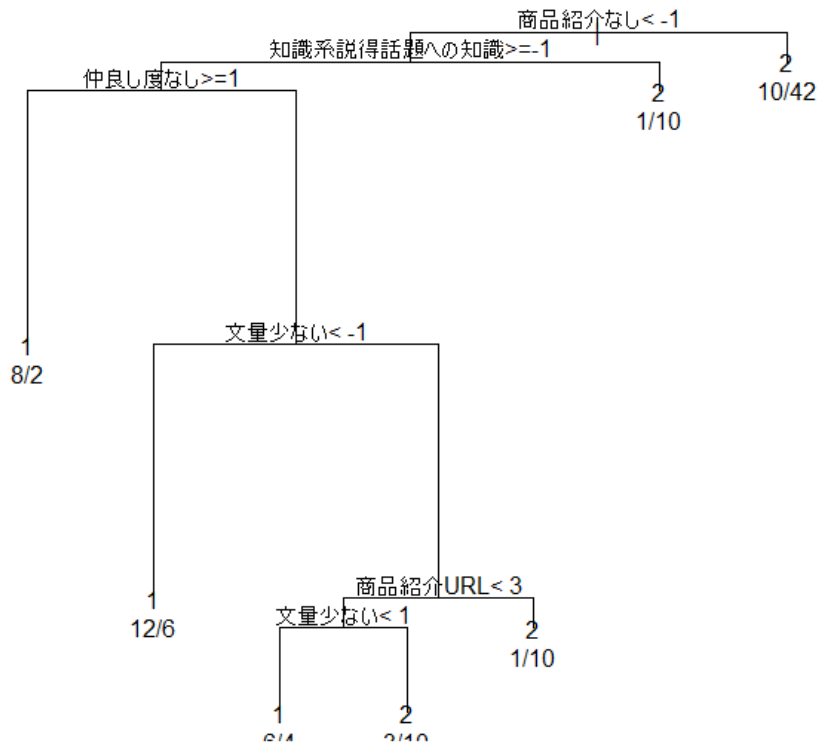 商品紹介なし< -1
知識系説得話題への知識>=-1
2
10/42
仲良し度なし>=1
2
1/10
文量少ない< -1
1
8/2
商品紹介URL< 3
1
12/6
文量少ない< 1
2
1/10
1
2